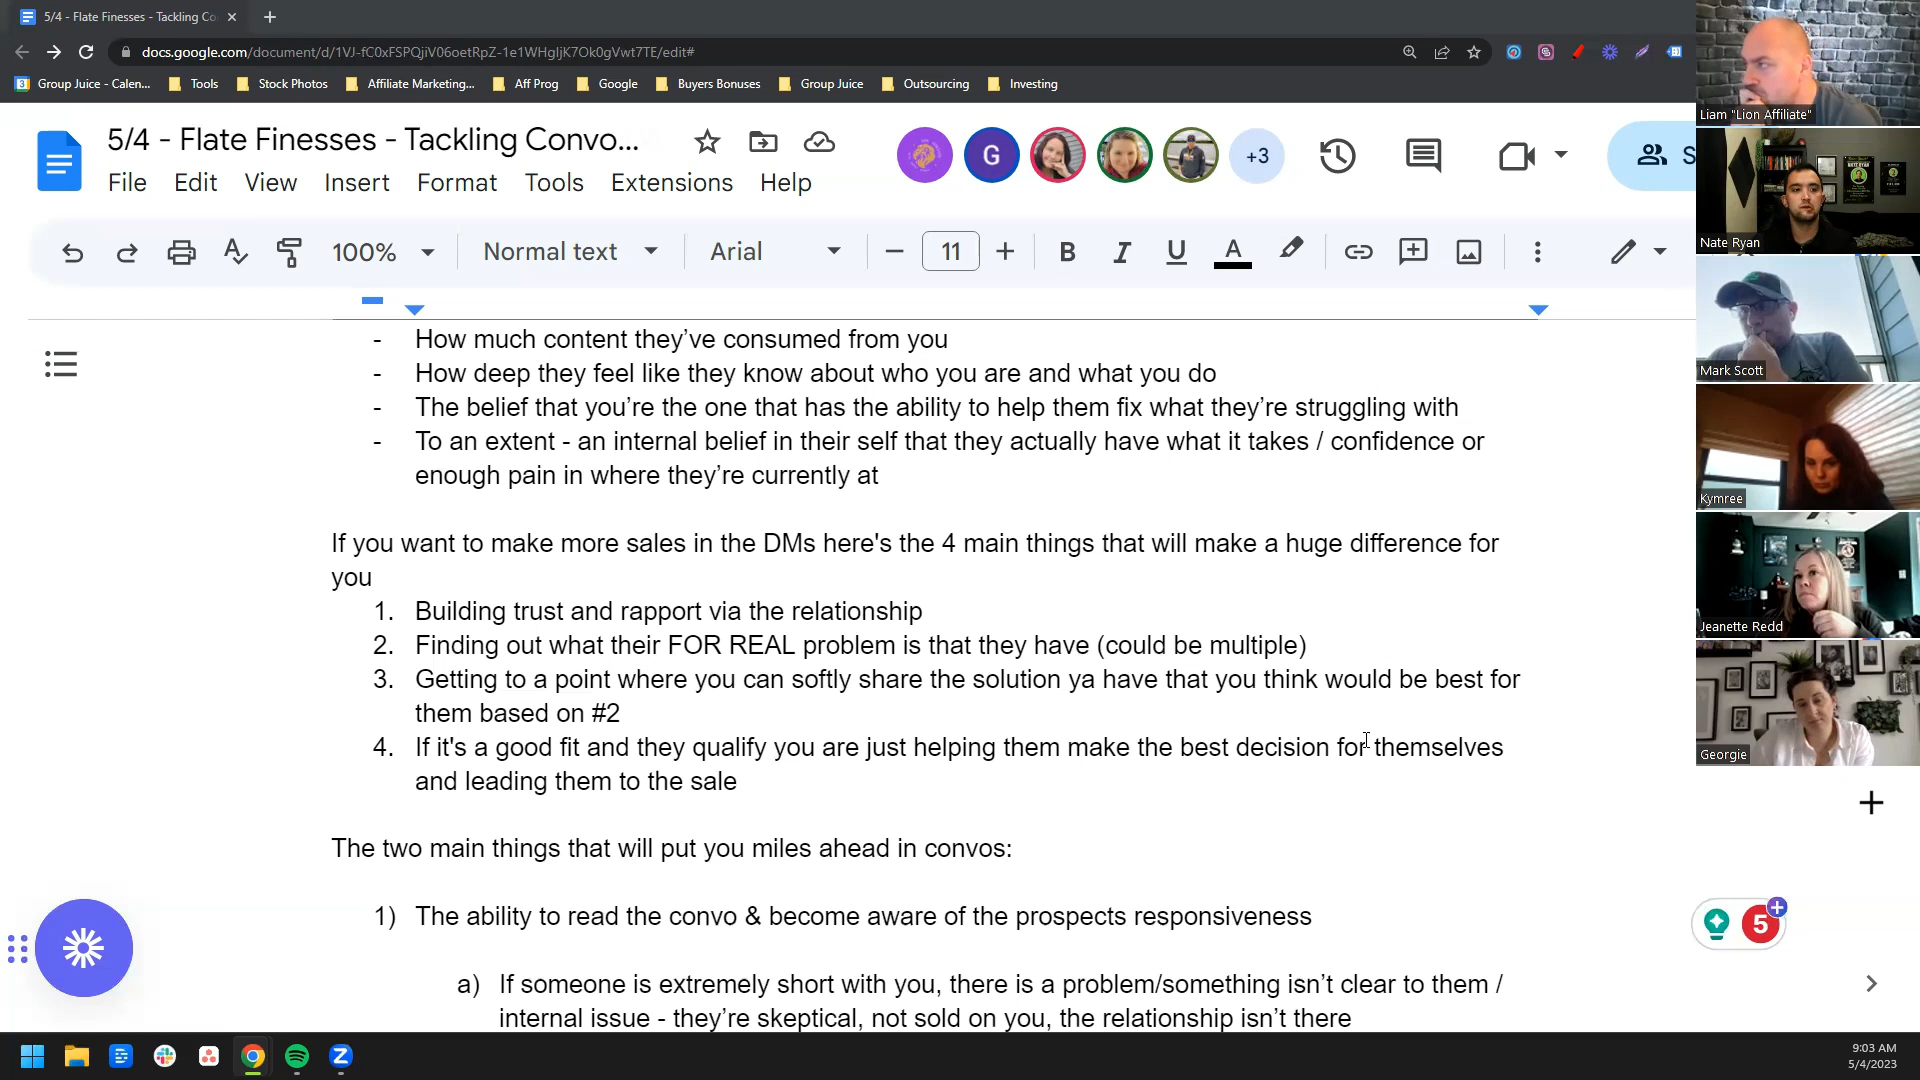 5/4 - Flate Finesses - Tackling Co
docs.google.com/document/d/1VJ-fC0xFSPQjiV06oetRpZ-1e1WHgIjK7Ok0gVwt7TE/edit#
Group Juice - Calen...
Tools
Stock Photos
Affiliate Marketing...
Aff Prog
Google
Buyers Bonuses
Group Juice
Outsourcing
Investing
5/4 - Flate Finesses - Tackling Convo...
G
+3
S
File Edit View Insert Format Tools Extensions Help
100% Normal text Arial 11 B I U A
- How much content they’ve consumed from you
- How deep they feel like they know about who you are and what you do
- The belief that you’re the one that has the ability to help them fix what they’re struggling with
- To an extent - an internal belief in their self that they actually have what it takes / confidence or
enough pain in where they’re currently at
If you want to make more sales in the DMs here's the 4 main things that will make a huge difference for
you
1. Building trust and rapport via the relationship
2. Finding out what their FOR REAL problem is that they have (could be multiple)
3. Getting to a point where you can softly share the solution ya have that you think would be best for
them based on #2
4. If it's a good fit and they qualify you are just helping them make the best decision for themselves
and leading them to the sale
The two main things that will put you miles ahead in convos:
1) The ability to read the convo & become aware of the prospects responsiveness
a) If someone is extremely short with you, there is a problem/something isn’t clear to them /
internal issue - they’re skeptical, not sold on you, the relationship isn’t there
Liam "Lion Affiliate"
Nate Ryan
Mark Scott
Kymree
Jeanette Redd
Georgie
5
9:03 AM
5/4/2023